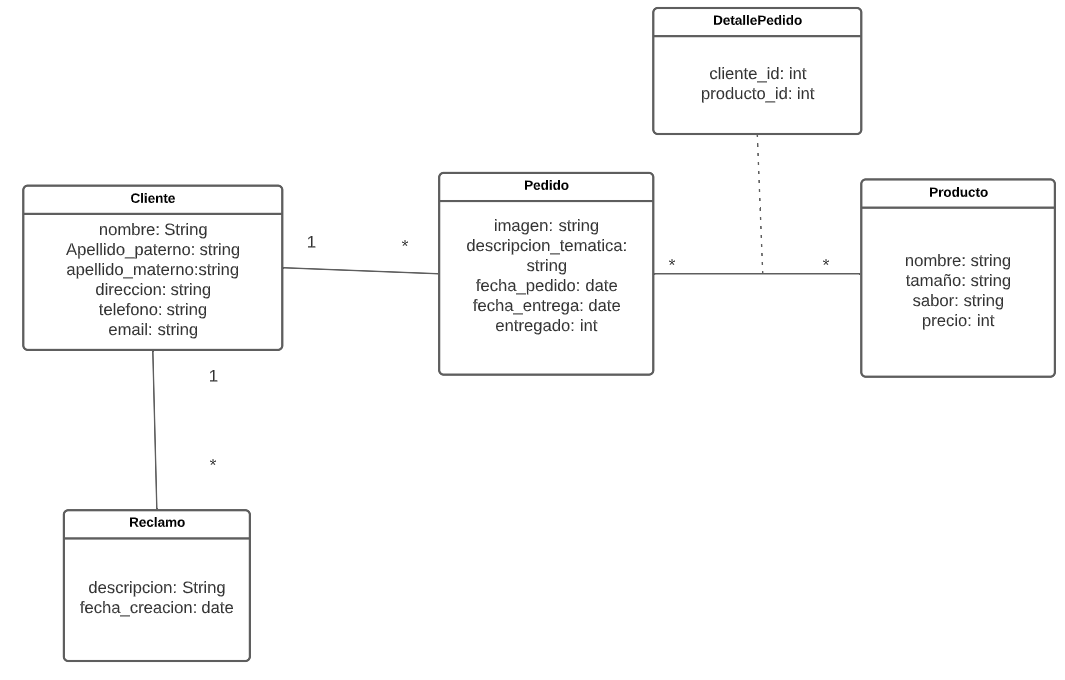 DetallePedido
cliente_id: int
producto_id: int
Cliente
nombre: String
Apellido_paterno: string
apellido_materno:string
direccion: string
telefono: string
email: string
1
*
Pedido
imagen: string
descripcion_tematica:
string
fecha_pedido: date
fecha_entrega: date
entregado: int
*
*
Producto
nombre: string
tamaño: string
sabor: string
precio: int
1
*
Reclamo
descripcion: String
fecha_creacion: date